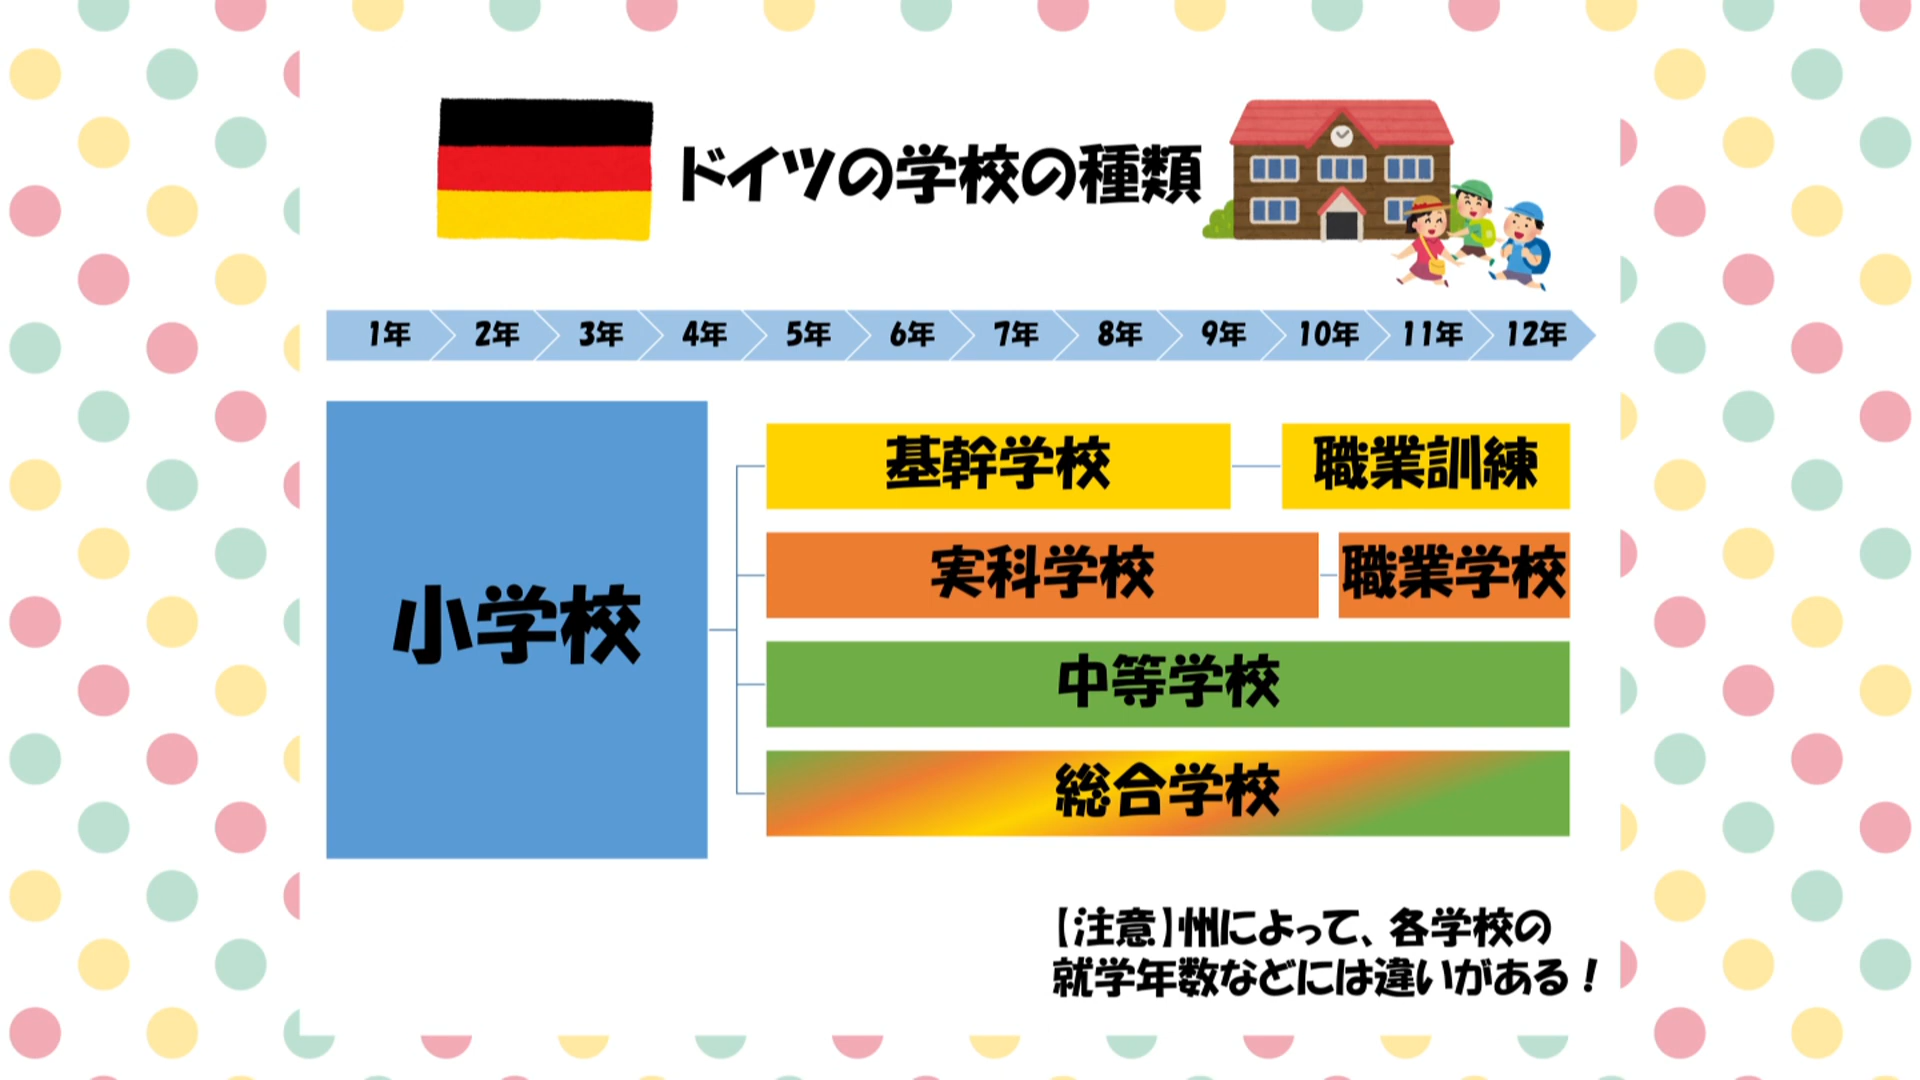 ドイツの学校の種類
1年 2年 3年 4年 5年 6年 7年 8年 9年 10年 11年 12年
小学校
基幹学校 職業訓練
実科学校 職業学校
中等学校
総合学校
【注意】州によって、各学校の
就学年数などには違いがある！